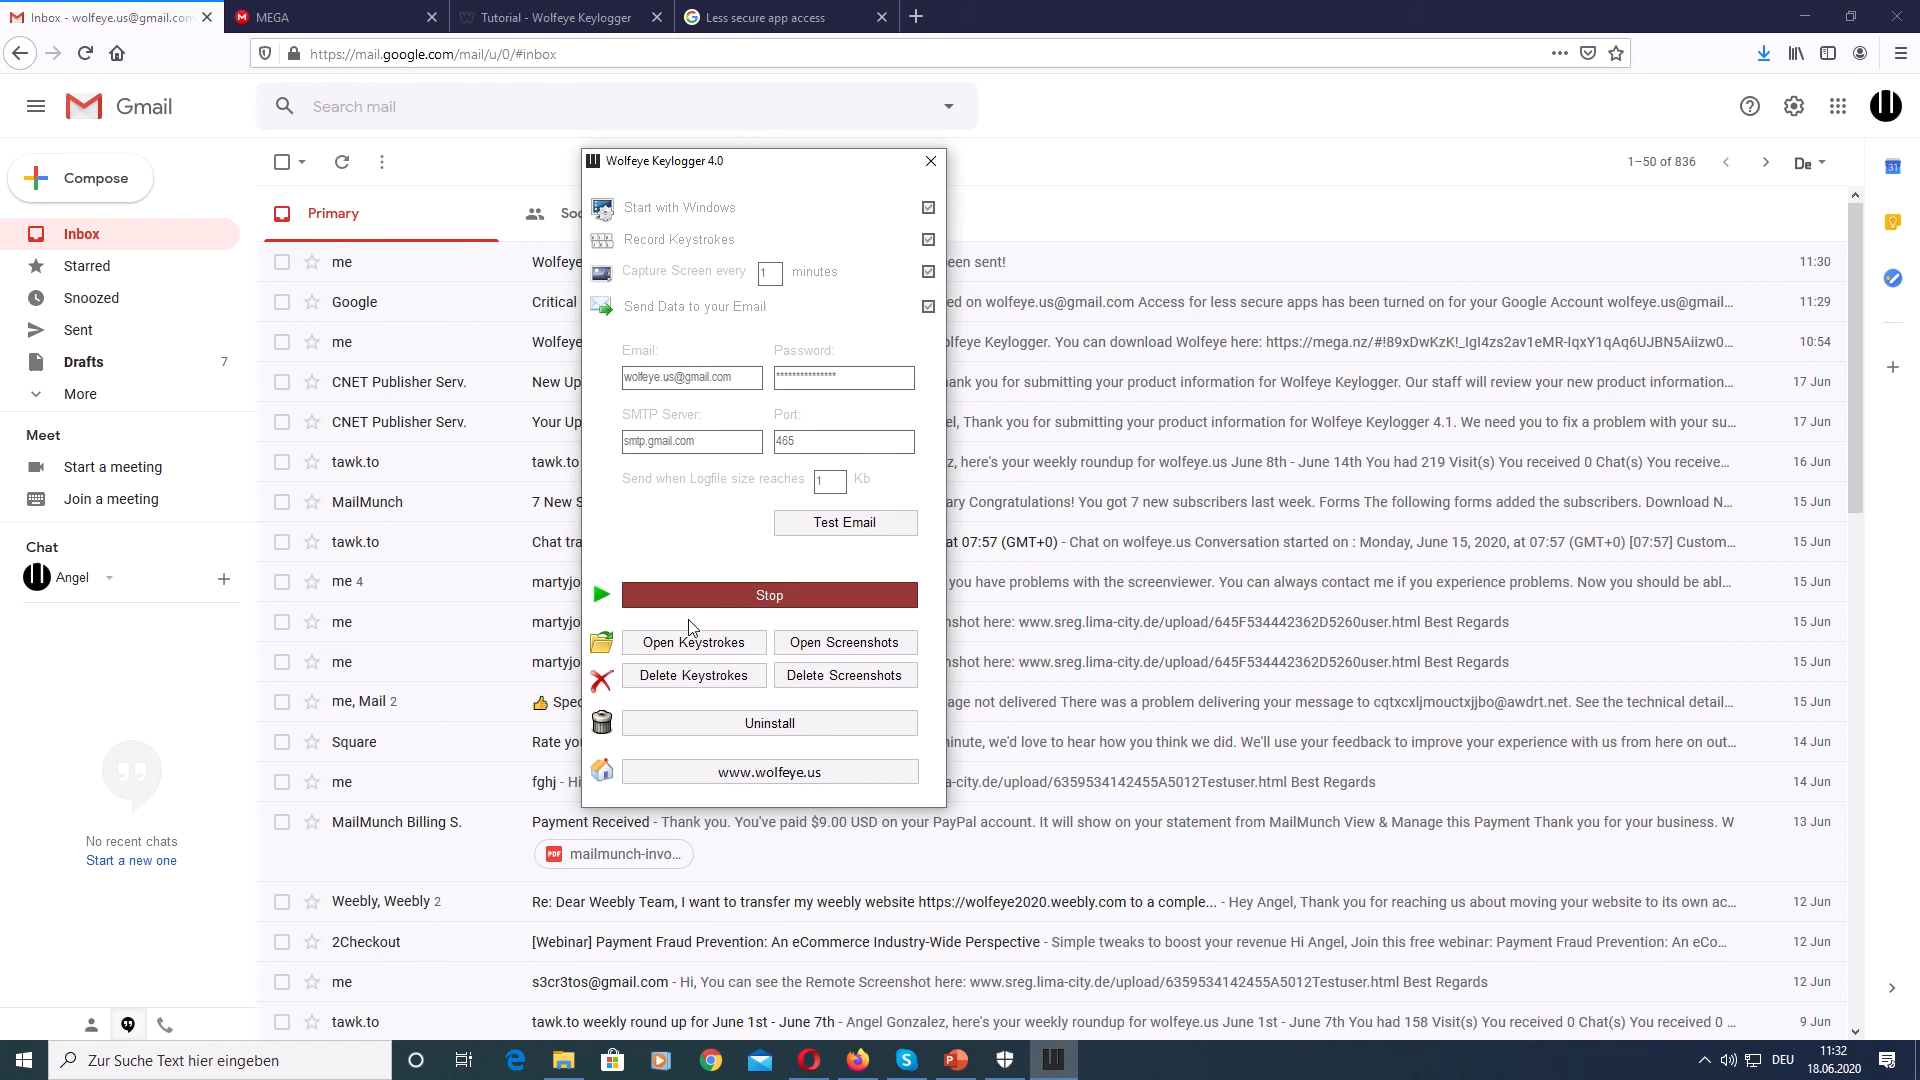 Inbox - wolfeye.us@gmail.com
MEGA
Tutorial - Wolfeye Keylogger
Less secure app access
https://mail.google.com/mail/u/0/#inbox
Gmail
Search mail
Compose
1–50 of 836
De
Inbox
Starred
Snoozed
Sent
Drafts 7
More
Meet
Start a meeting
Join a meeting
Chat
Angel
No recent chats
Start a new one
Primary
Soc
me Wolfeye een sent! 11:30
Google Critical ed on wolfeye.us@gmail.com Access for less secure apps has been turned on for your Google Account wolfeye.us@gmail... 11:29
me Wolfeye olfeye Keylogger. You can download Wolfeye here: https://mega.nz/#!89xDwKzK!_IgI4zs2av1eMR-IqxY1qAq6UJBN5Aiizw0... 10:54
CNET Publisher Serv. New Up ank you for submitting your product information for Wolfeye Keylogger. Our staff will review your new product information... 17 Jun
CNET Publisher Serv. Your Up el, Thank you for submitting your product information for Wolfeye Keylogger 4.1. We need you to fix a problem with your su... 17 Jun
tawk.to tawk.to z, here's your weekly roundup for wolfeye.us June 8th - June 14th You had 219 Visit(s) You received 0 Chat(s) You receive... 16 Jun
MailMunch 7 New S ary Congratulations! You got 7 new subscribers last week. Forms The following forms added the subscribers. Download N... 15 Jun
tawk.to Chat tra at 07:57 (GMT+0) - Chat on wolfeye.us Conversation started on : Monday, June 15, 2020, at 07:57 (GMT+0) [07:57] Custom... 15 Jun
me 4 martyjo you have problems with the screenviewer. You can always contact me if you experience problems. Now you should be abl... 15 Jun
me martyjo nshot here: www.sreg.lima-city.de/upload/645F534442362D5260user.html Best Regards 15 Jun
me martyjo nshot here: www.sreg.lima-city.de/upload/645F534442362D5260user.html Best Regards 15 Jun
me, Mail 2 Spec age not delivered There was a problem delivering your message to cqtxcxljmouctxjjbo@awdrt.net. See the technical detail... 15 Jun
Square Rate you inute, we'd love to hear how you think we did. We'll use your feedback to improve your experience with us from here on out... 14 Jun
me fghj - Hi a-city.de/upload/6359534142455A5012Testuser.html Best Regards 14 Jun
MailMunch Billing S. Payment Received - Thank you. You've paid $9.00 USD on your PayPal account. It will show on your statement from MailMunch View & Manage this Payment Thank you for your business. W 13 Jun
PDF mailmunch-invo...
Weebly, Weebly 2 Re: Dear Weebly Team, I want to transfer my weebly website https://wolfeye2020.weebly.com to a comple... - Hey Angel, Thank you for reaching us about moving your website to its own ac... 12 Jun
2Checkout [Webinar] Payment Fraud Prevention: An eCommerce Industry-Wide Perspective - Simple tweaks to boost your revenue Hi Angel, Join this free webinar: Payment Fraud Prevention: An eCo... 12 Jun
me s3cr3tos@gmail.com - Hi, You can see the Remote Screenshot here: www.sreg.lima-city.de/upload/6359534142455A5012Testuser.html Best Regards 12 Jun
tawk.to tawk.to weekly round up for June 1st - June 7th - Angel Gonzalez, here's your weekly roundup for wolfeye.us June 1st - June 7th You had 158 Visit(s) You received 0 Chat(s) You received 0 ... 9 Jun
Wolfeye Keylogger 4.0
Start with Windows
Record Keystrokes
Capture Screen every 1 minutes
Send Data to your Email
Email: Password:
wolfeye.us@gmail.com ***************
SMTP Server: Port:
smtp.gmail.com 465
Send when Logfile size reaches 1 Kb
Test Email
Stop
Open Keystrokes Open Screenshots
Delete Keystrokes Delete Screenshots
Uninstall
www.wolfeye.us
31
Zur Suche Text hier eingeben
DEU
11:32
18.06.2020